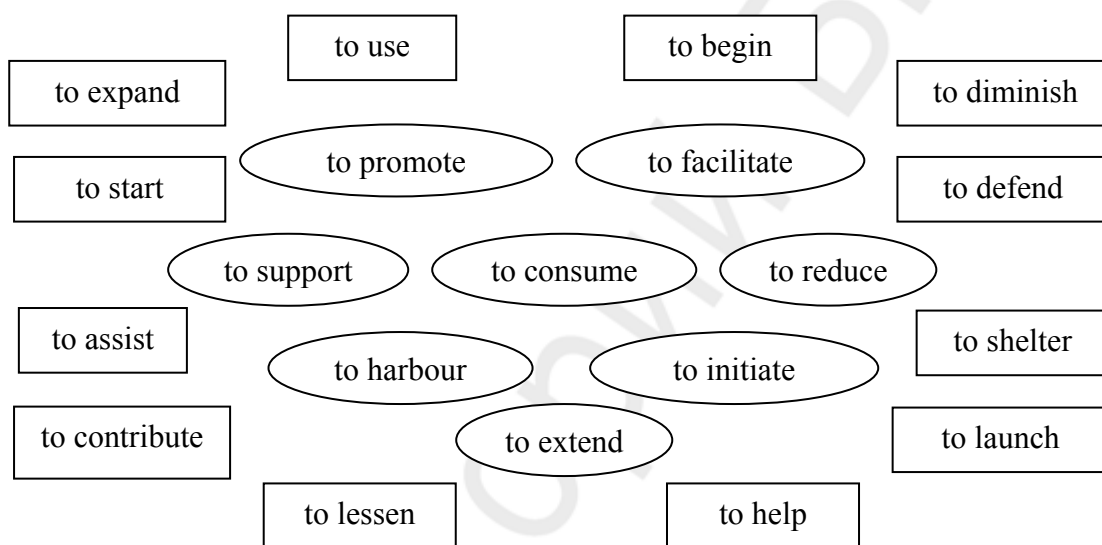 to use
to begin
to expand
to diminish
to promote
to facilitate
to start
to defend
to support
to consume
to reduce
to assist
to shelter
to harbour
to initiate
to contribute
to extend
to launch
to lessen
to help